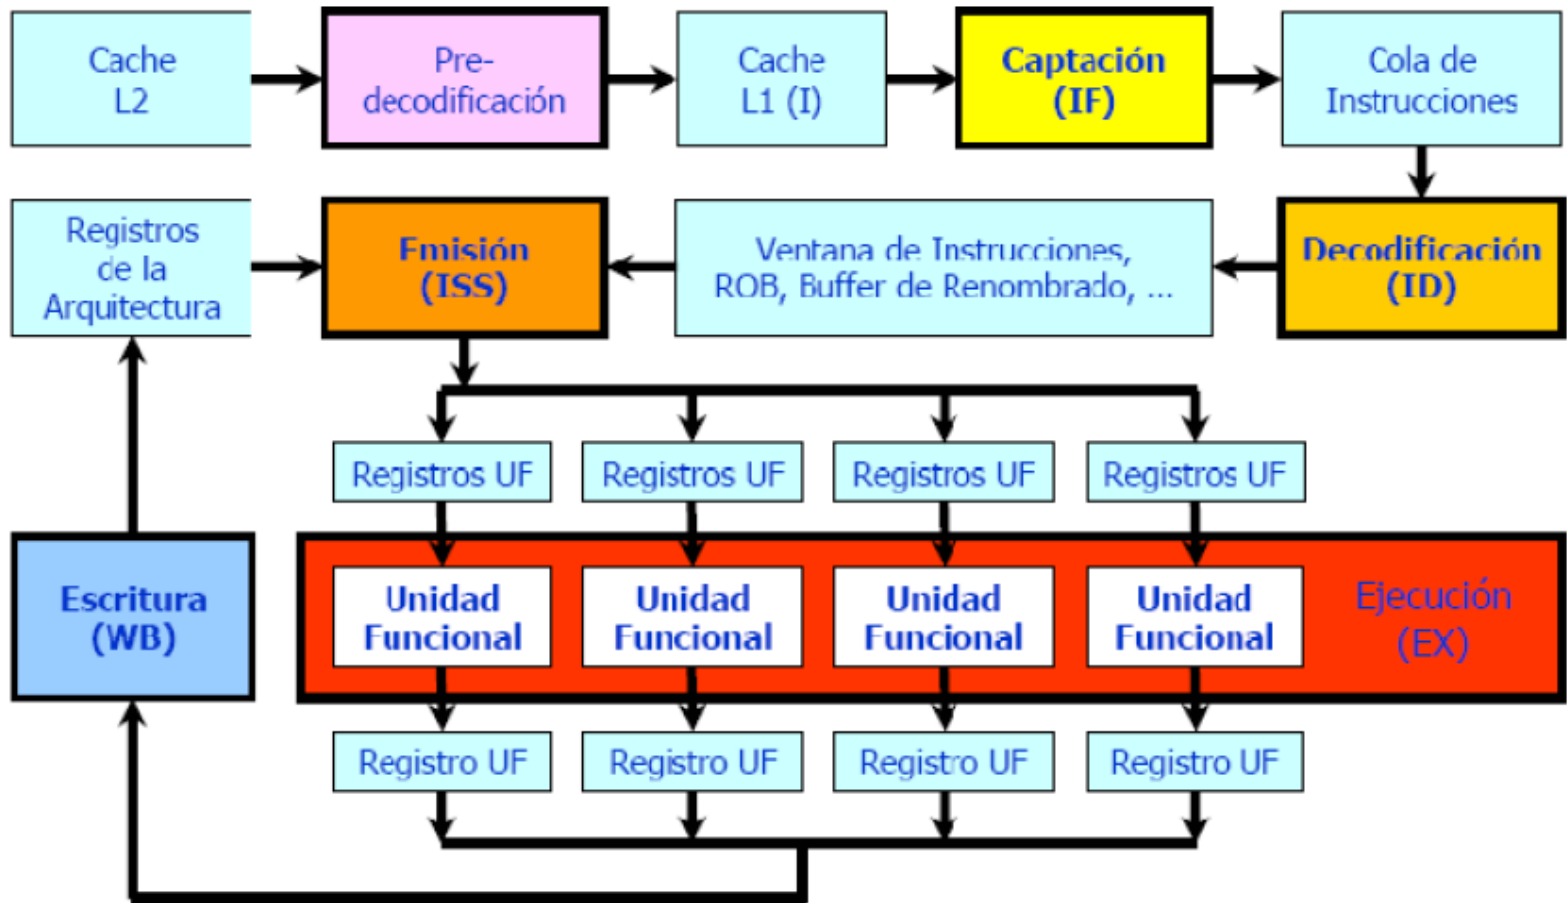 Cache
L2
Pre-
decodificación
Cache
L1 (I)
Captación
(IF)
Cola de
Instrucciones
Registros
de la
Arquitectura
Emisión
(ISS)
Ventana de Instrucciones,
ROB, Buffer de Renombrado, ...
Decodificación
(ID)
Registros UF
Registros UF
Registros UF
Registros UF
Escritura
(WB)
Unidad
Funcional
Unidad
Funcional
Unidad
Funcional
Unidad
Funcional
Ejecución
(EX)
Registro UF
Registro UF
Registro UF
Registro UF